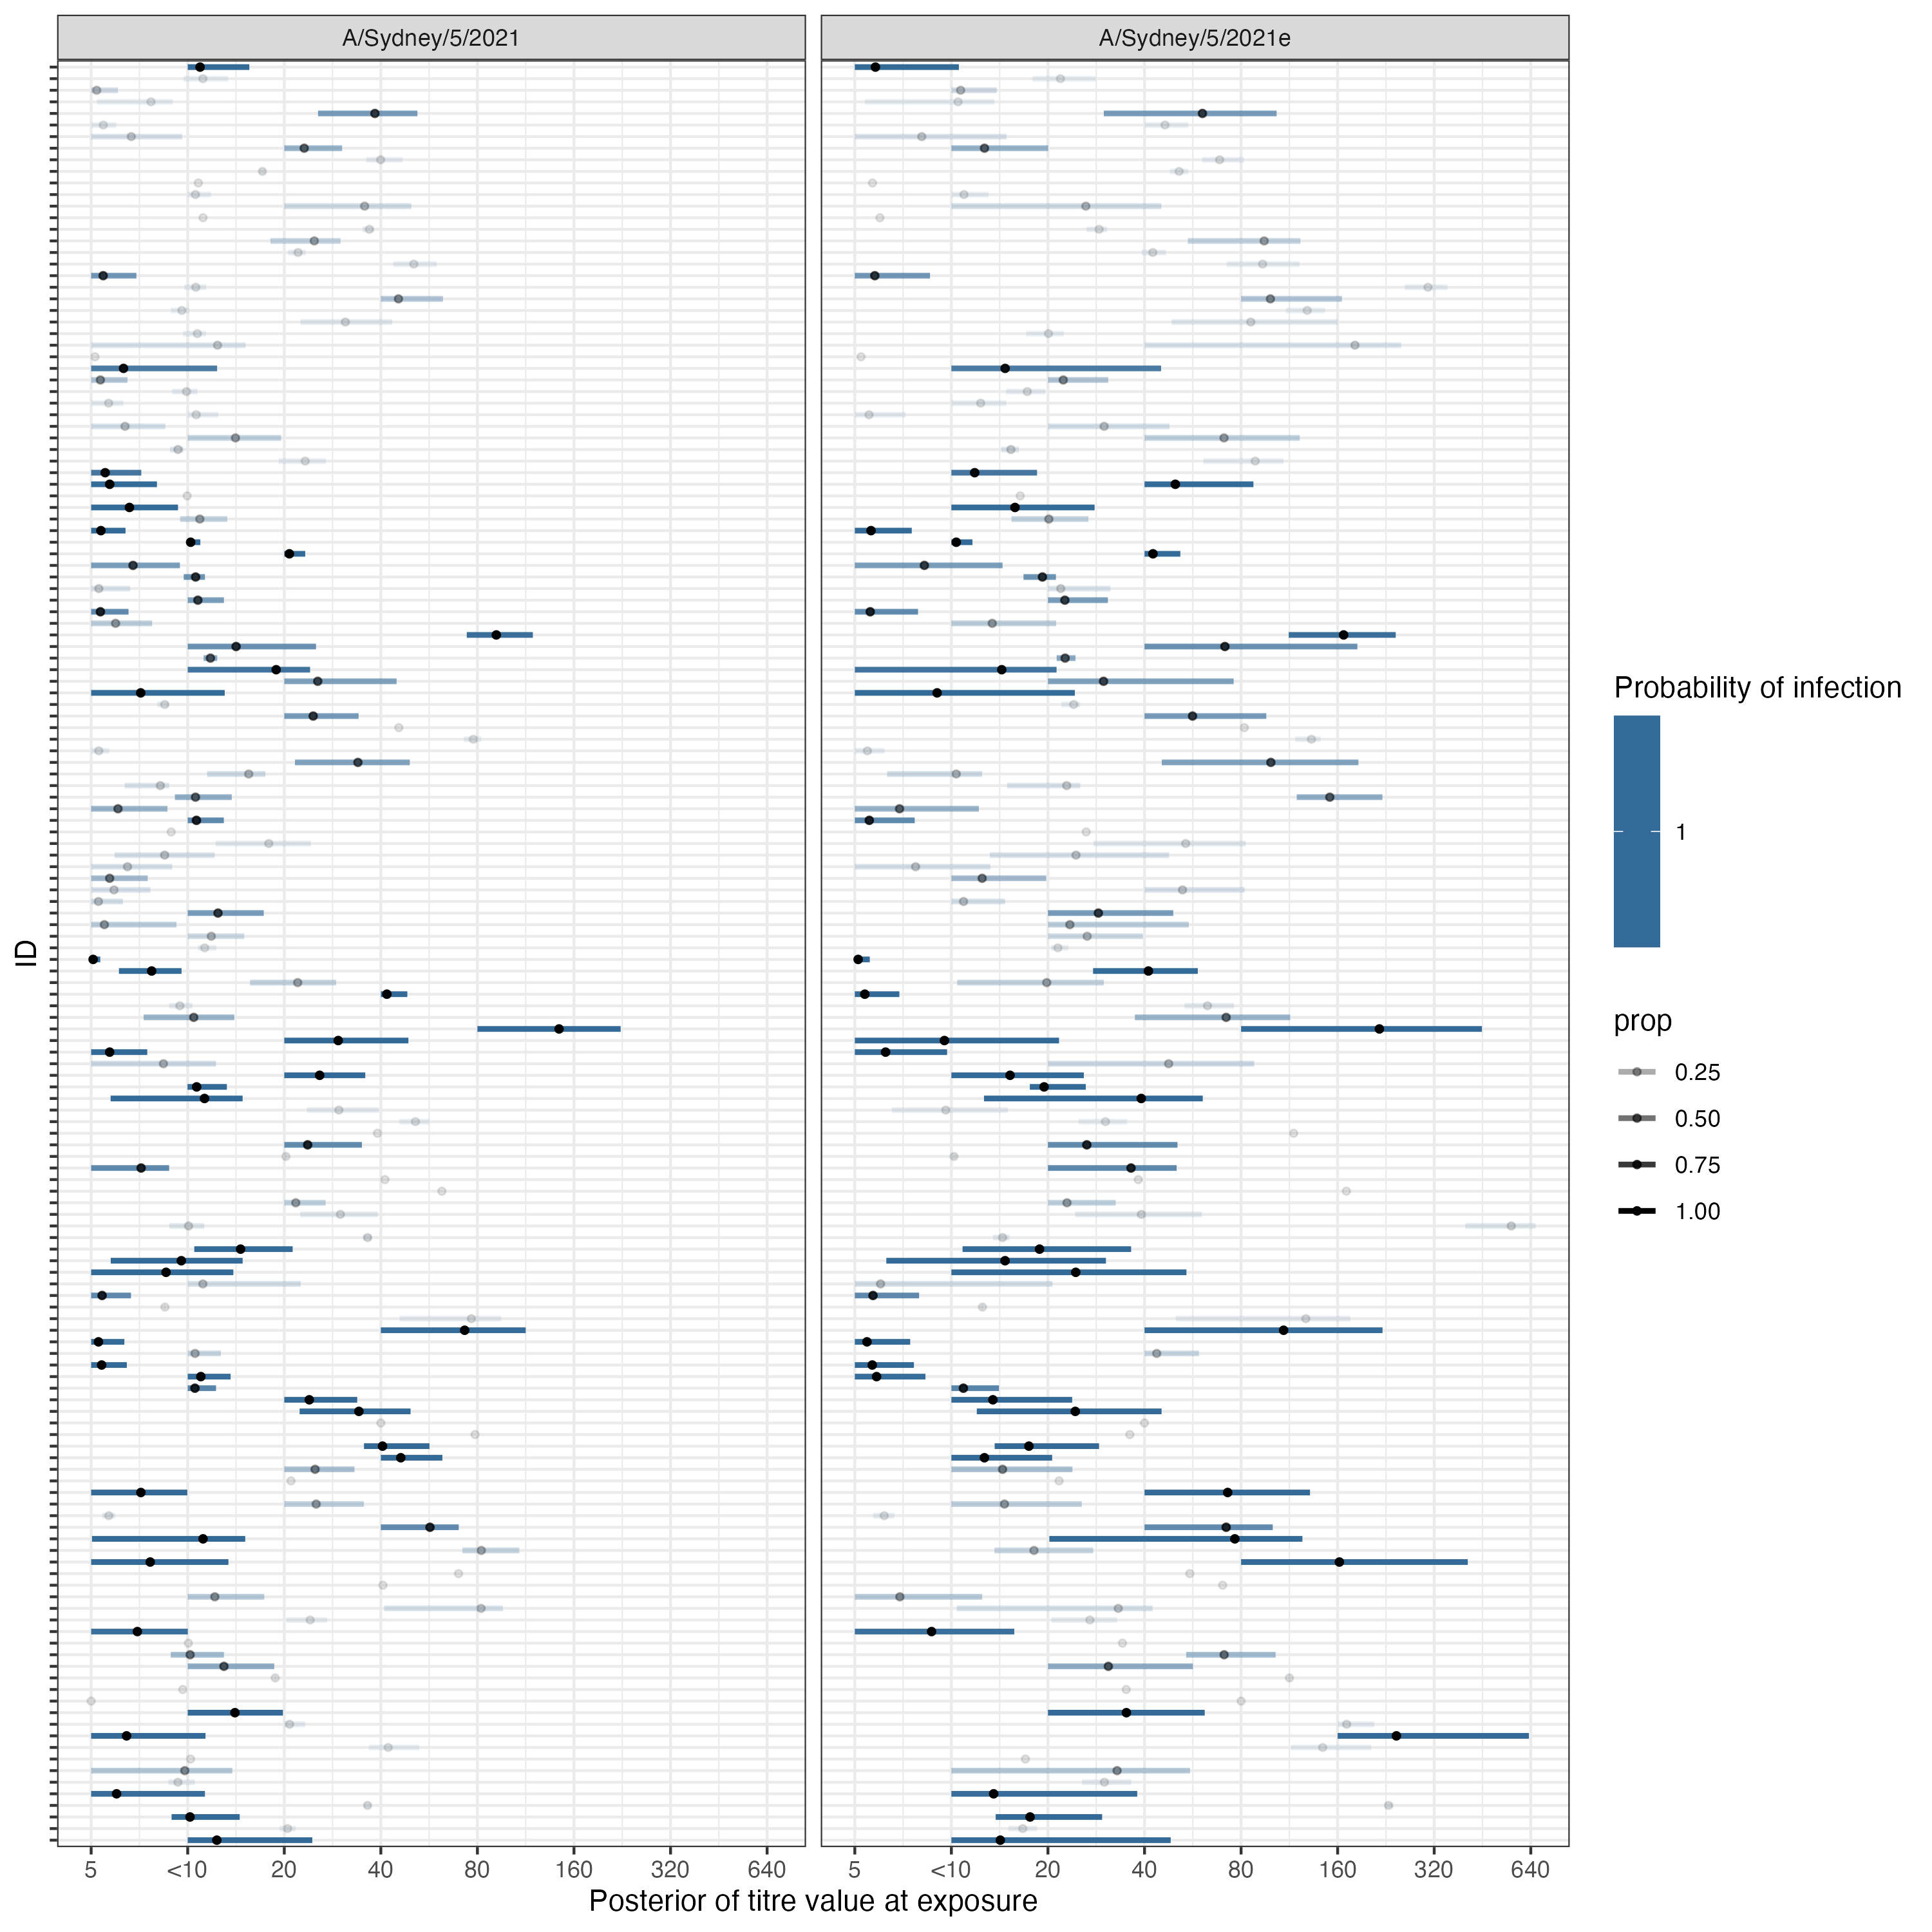 A/Sydney/5/2021
A/Sydney/5/2021e
ID
5 <10 20 40 80 160 320 640
5 <10 20 40 80 160 320 640
Posterior of titre value at exposure
Probability of infection
1
prop
0.25
0.50
0.75
1.00